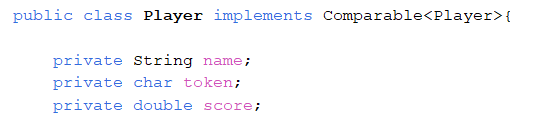 public class Player implements Comparable<Player>{
private String name;
private char token;
private double score;